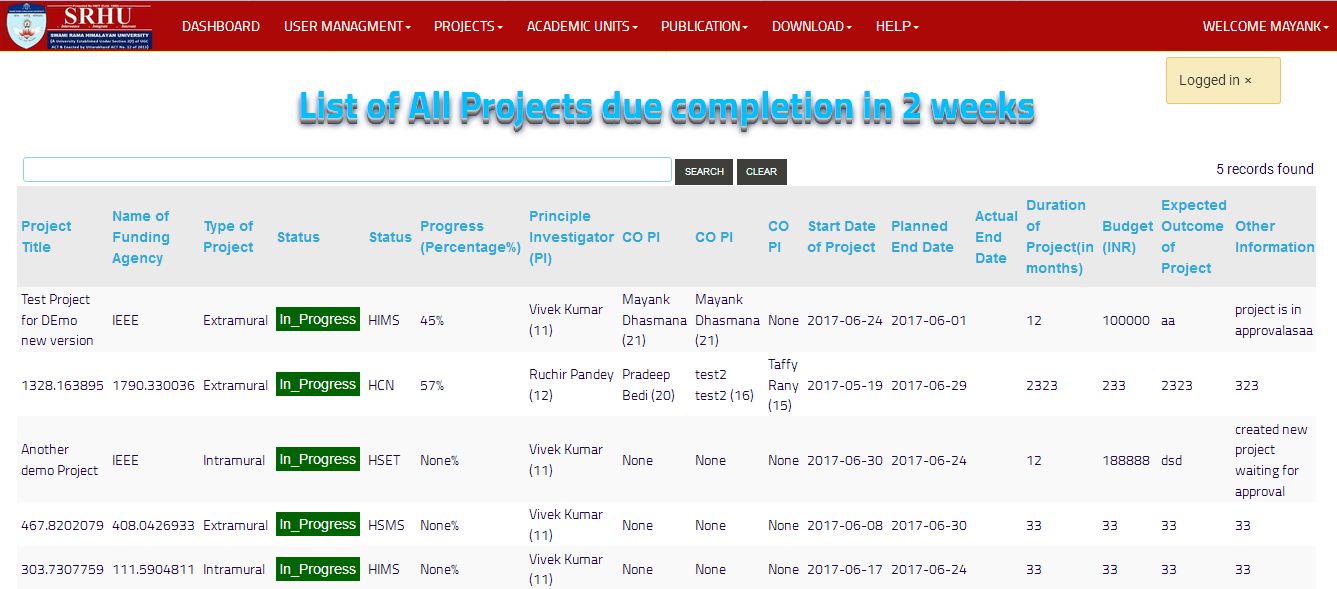 SRHU
SWAMI RAMA HIMALAYAN UNIVERSITY
DASHBOARD USER MANAGMENT PROJECTS ACADEMIC UNITS PUBLICATION DOWNLOAD HELP WELCOME MAYANK
Logged in ×
List of All Projects due completion in 2 weeks
SEARCH CLEAR 5 records found
Project Title Name of Funding Agency Type of Project Status Status Progress (Percentage%) Principle Investigator (PI) CO PI CO PI CO PI Start Date of Project Planned End Date Actual End Date Duration of Project(in months) Budget (INR) Expected Outcome of Project Other Information
Test Project for DEmo new version IEEE Extramural In_Progress HIMS 45% Vivek Kumar (11) Mayank Dhasmana (21) Mayank Dhasmana (21) None 2017-06-24 2017-06-01 12 100000 aa project is in approvalasaa
1328.163895 1790.330036 Extramural In_Progress HCN 57% Ruchir Pandey (12) Pradeep Bedi (20) test2 test2 (16) Taffy Rany (15) 2017-05-19 2017-06-29 2323 233 2323 323
Another demo Project IEEE Intramural In_Progress HSET None% Vivek Kumar (11) None None None 2017-06-30 2017-06-24 12 188888 dsd created new project waiting for approval
467.8202079 408.0426933 Extramural In_Progress HSMS None% Vivek Kumar (11) None None None 2017-06-08 2017-06-30 33 33 33 33
303.7307759 111.5904811 Intramural In_Progress HIMS None% Vivek Kumar (11) None None None 2017-06-17 2017-06-24 33 33 33 33